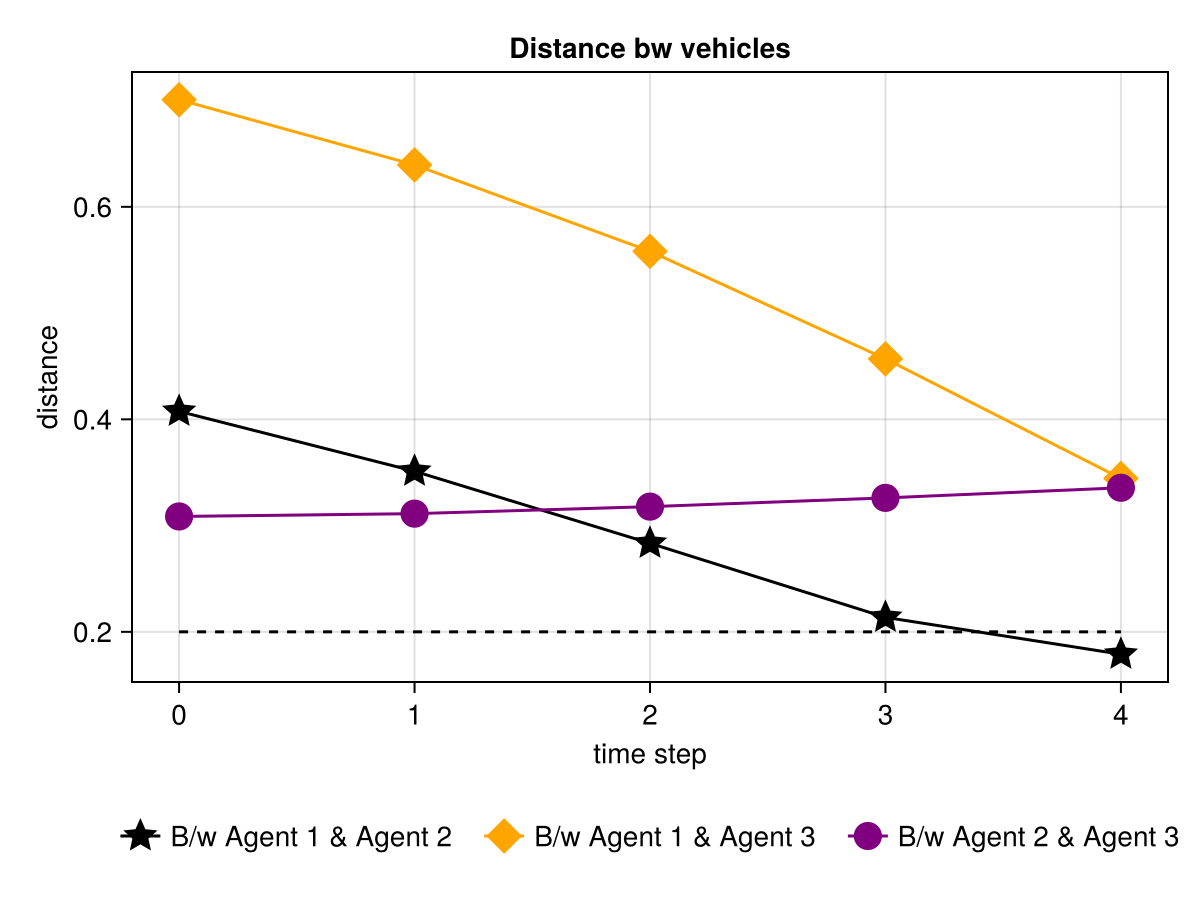 Distance bw vehicles
distance
0.6
0.4
0.2
0 1 2 3 4
time step
B/w Agent 1 & Agent 2 B/w Agent 1 & Agent 3 B/w Agent 2 & Agent 3